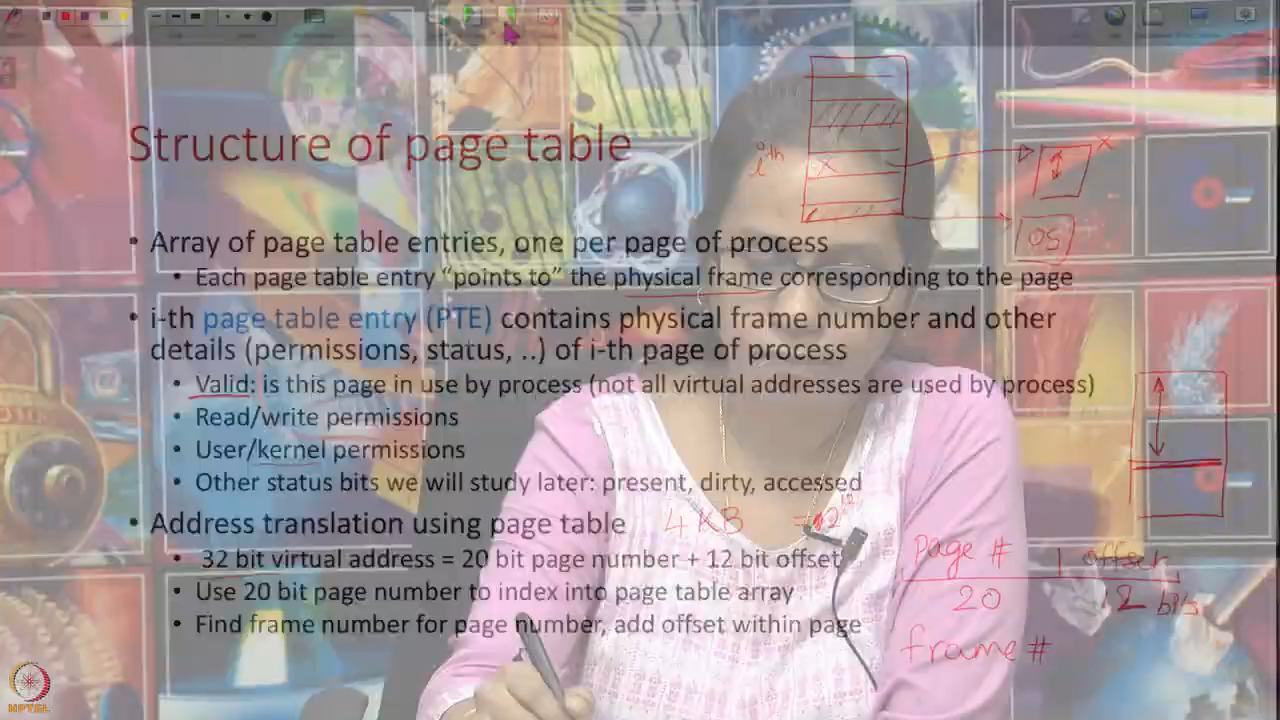 Structure of page table
ith
X
X
OS
• Array of page table entries, one per page of process
• Each page table entry “points to” the physical frame corresponding to the page
• i-th page table entry (PTE) contains physical frame number and other
details (permissions, status, ..) of i-th page of process
• Valid: is this page in use by process (not all virtual addresses are used by process)
• Read/write permissions
• User/kernel permissions
• Other status bits we will study later: present, dirty, accessed
• Address translation using page table
4 KB = 2^12
• 32 bit virtual address = 20 bit page number + 12 bit offset
page # | offset
• Use 20 bit page number to index into page table array
20 12 bits
• Find frame number for page number, add offset within page
frame #
NPTEL